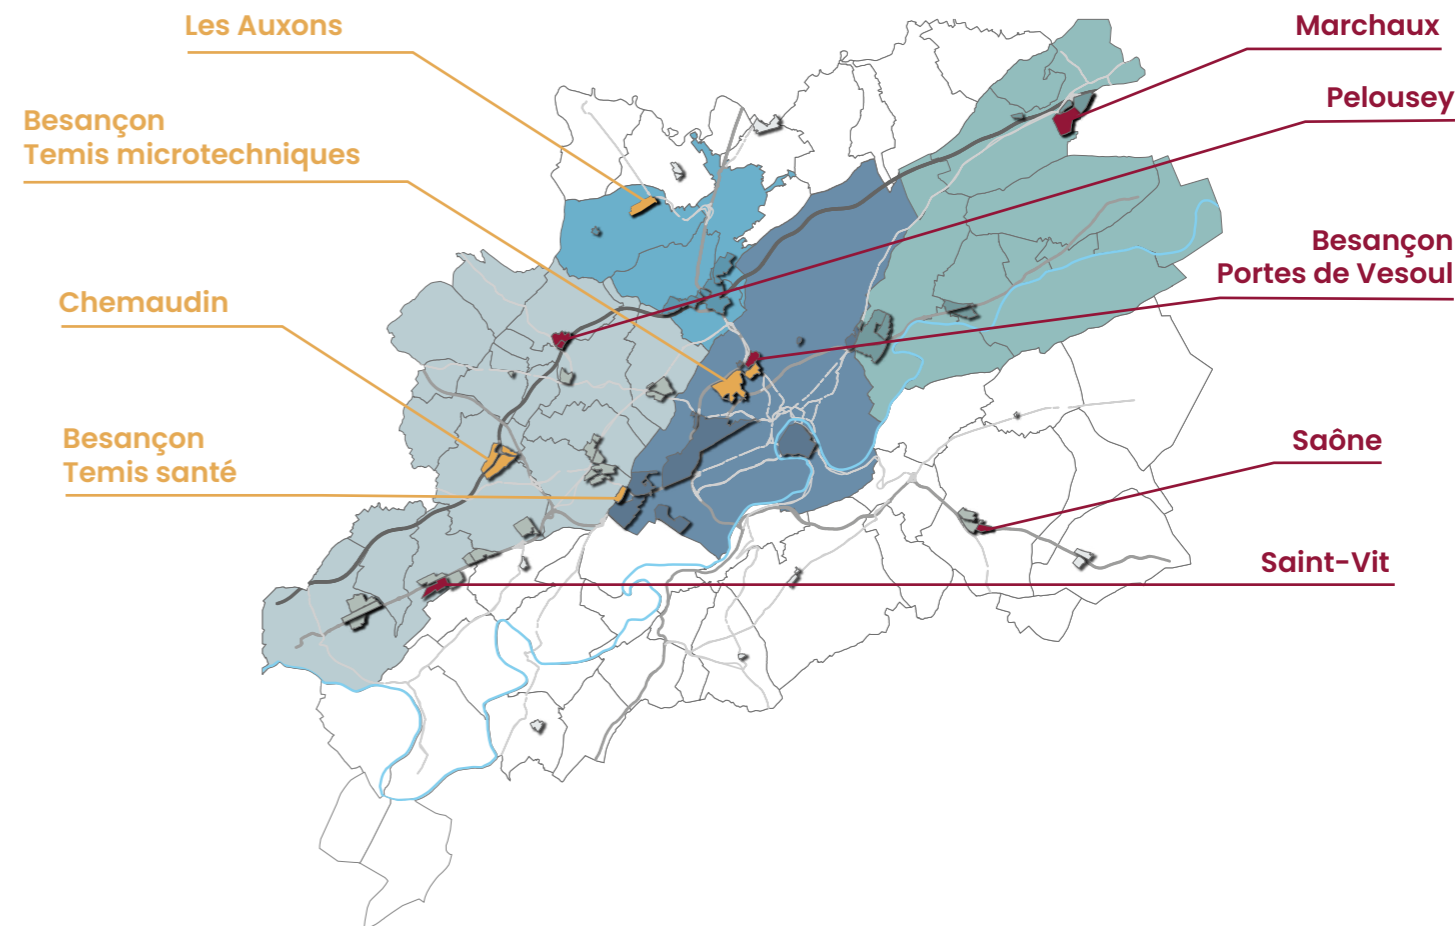 Les Auxons
Besançon
Temis microtechniques
Chemaudin
Besançon
Temis santé
Marchaux
Pelousey
Besançon
Portes de Vesoul
Saône
Saint-Vit